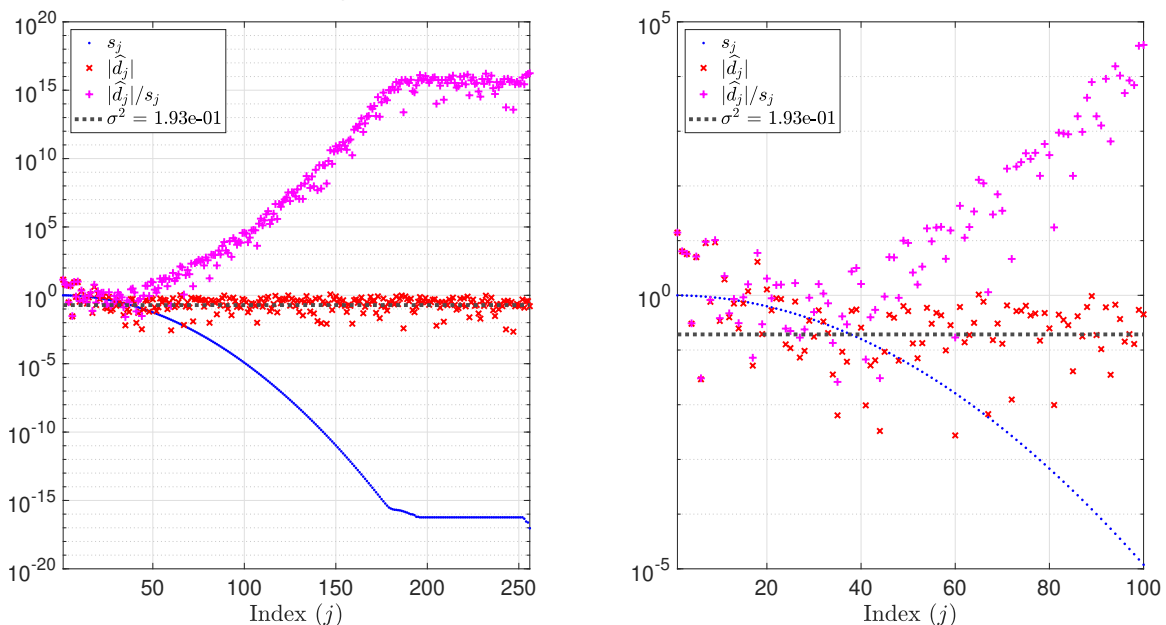 10^20
10^15
10^10
10^5
10^0
10^-5
10^-10
10^-15
10^-20
50 100 150 200 250
Index (j)
s_j
|d̂_j|
|d̂_j|/s_j
σ² = 1.93e-01
10^5
10^0
10^-5
20 40 60 80 100
Index (j)
s_j
|d̂_j|
|d̂_j|/s_j
σ² = 1.93e-01